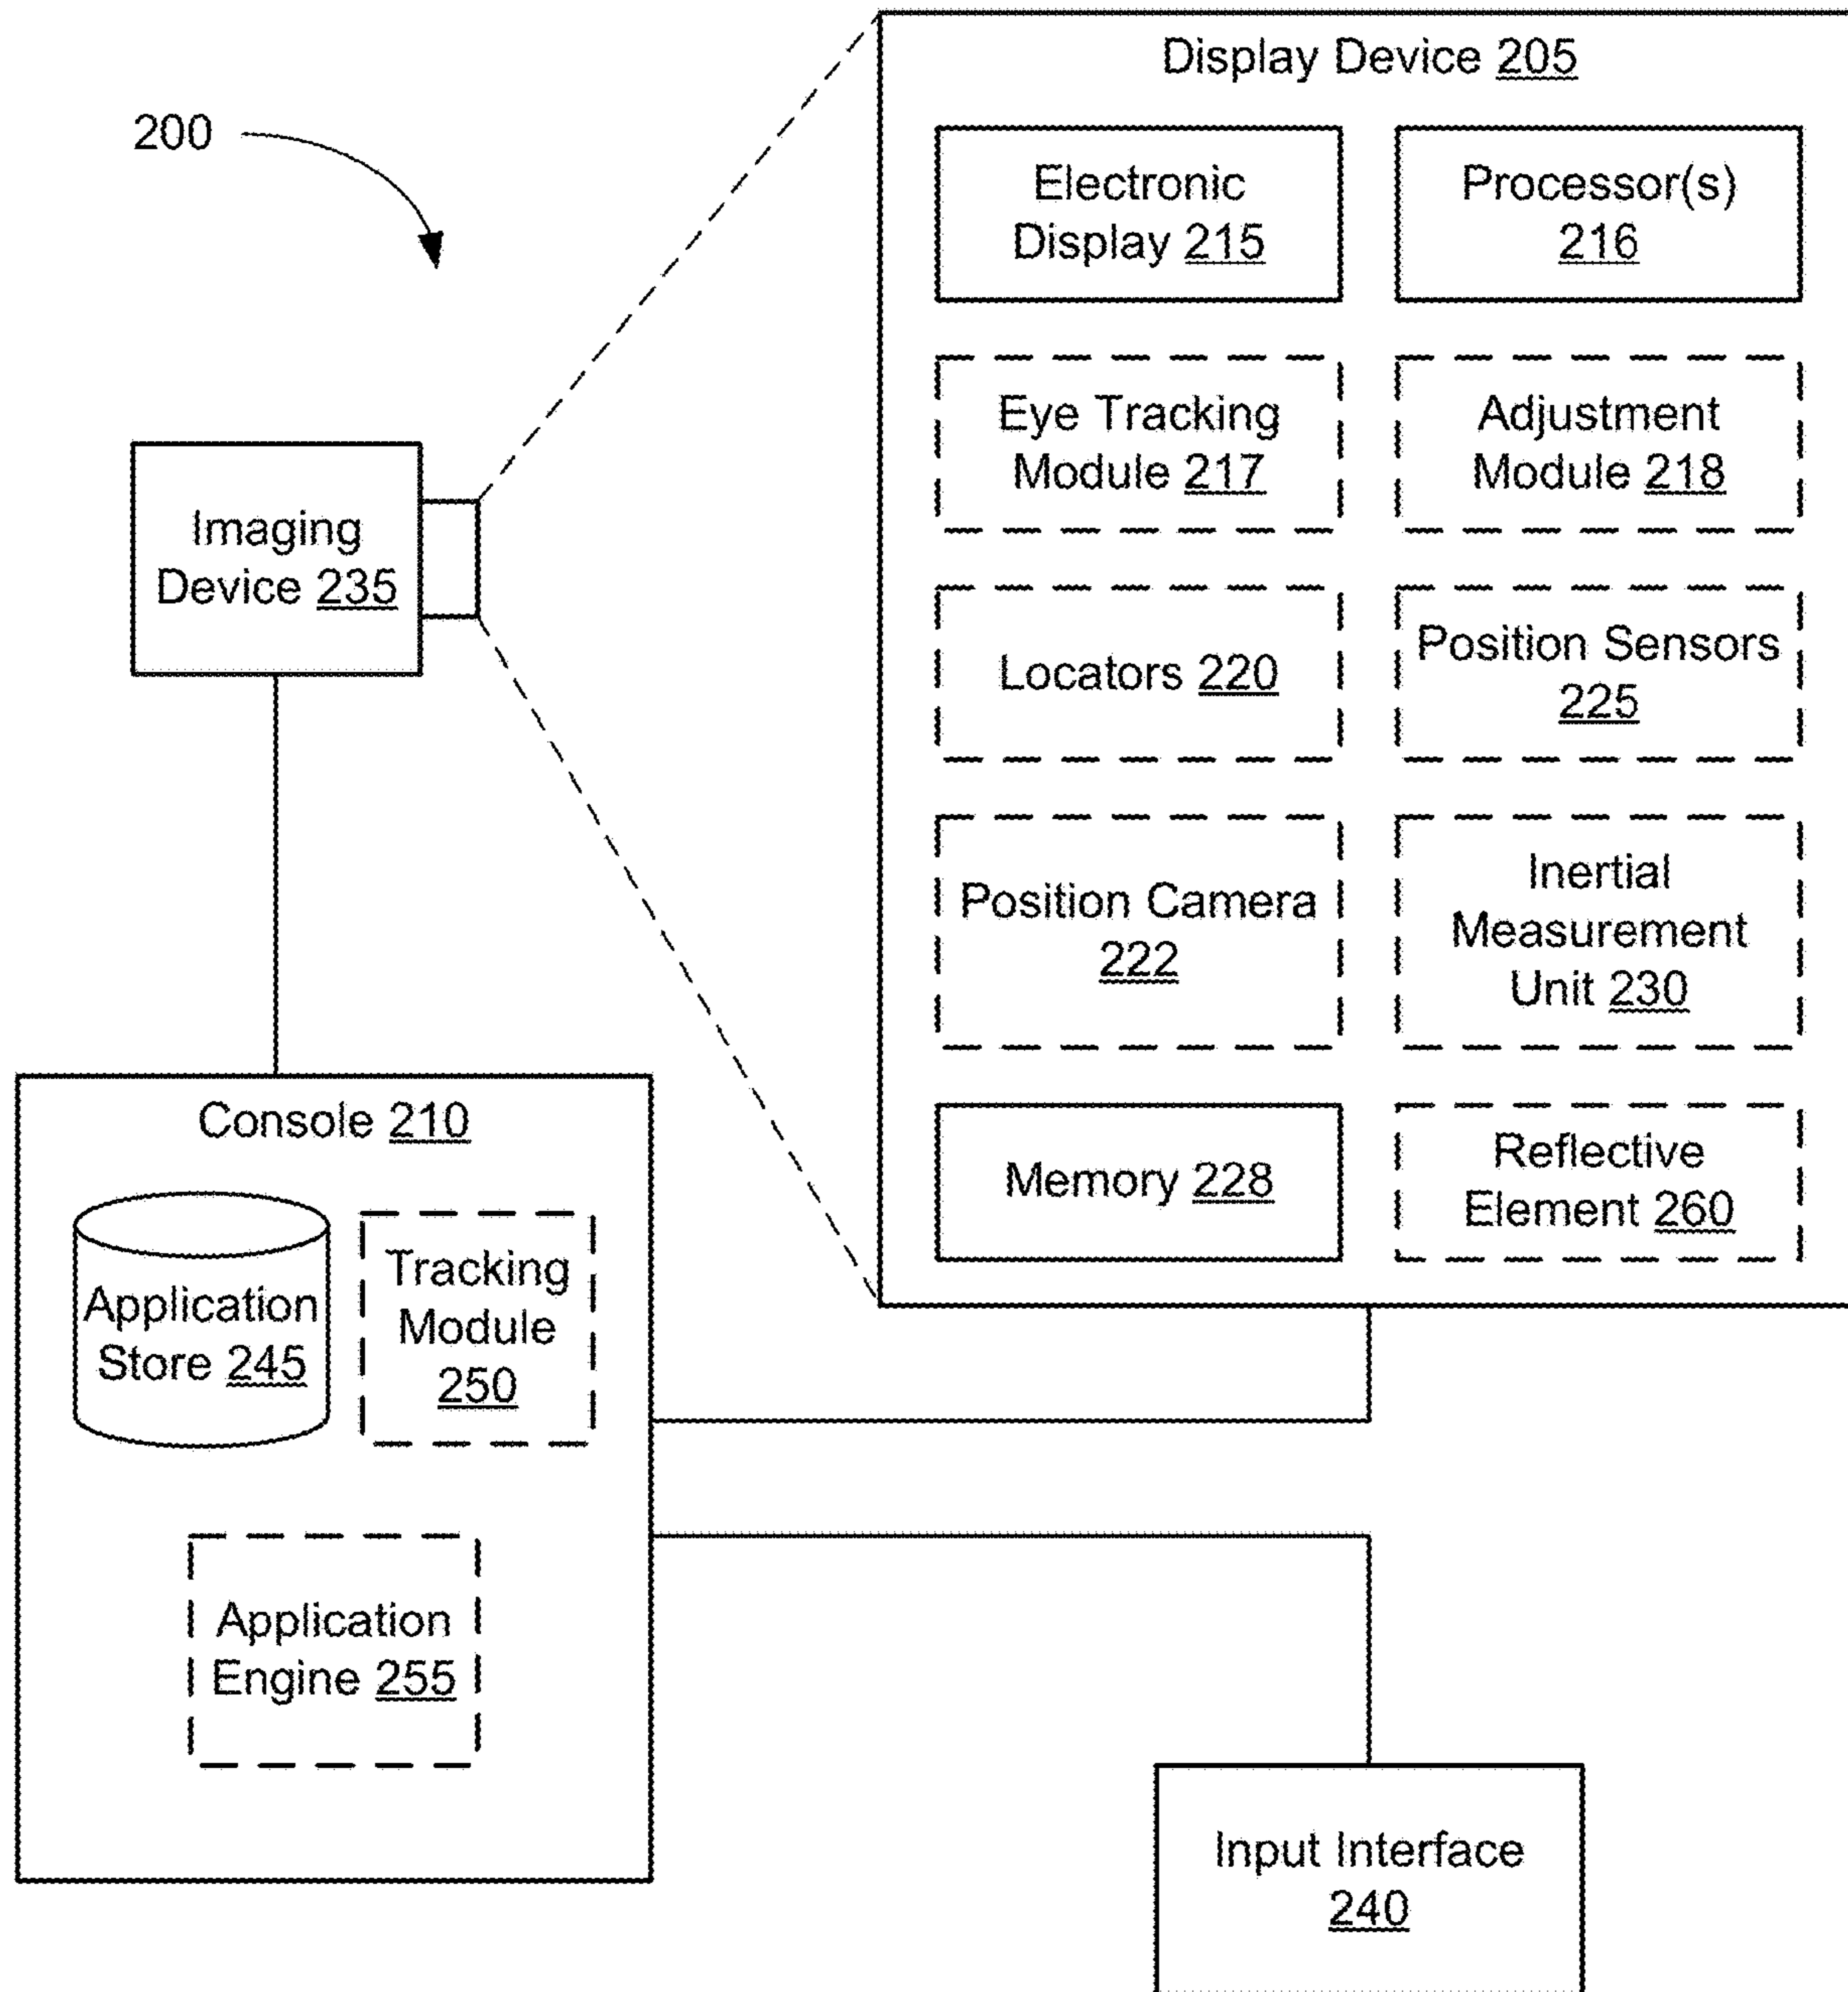 200
Display Device 205
Electronic
Display 215
Processor(s)
216
Eye Tracking
Module 217
Adjustment
Module 218
Imaging
Device 235
Locators 220
Position Sensors
225
Position Camera
222
Inertial
Measurement
Unit 230
Memory 228
Reflective
Element 260
Console 210
Application
Store 245
Tracking
Module
250
Application
Engine 255
Input Interface
240